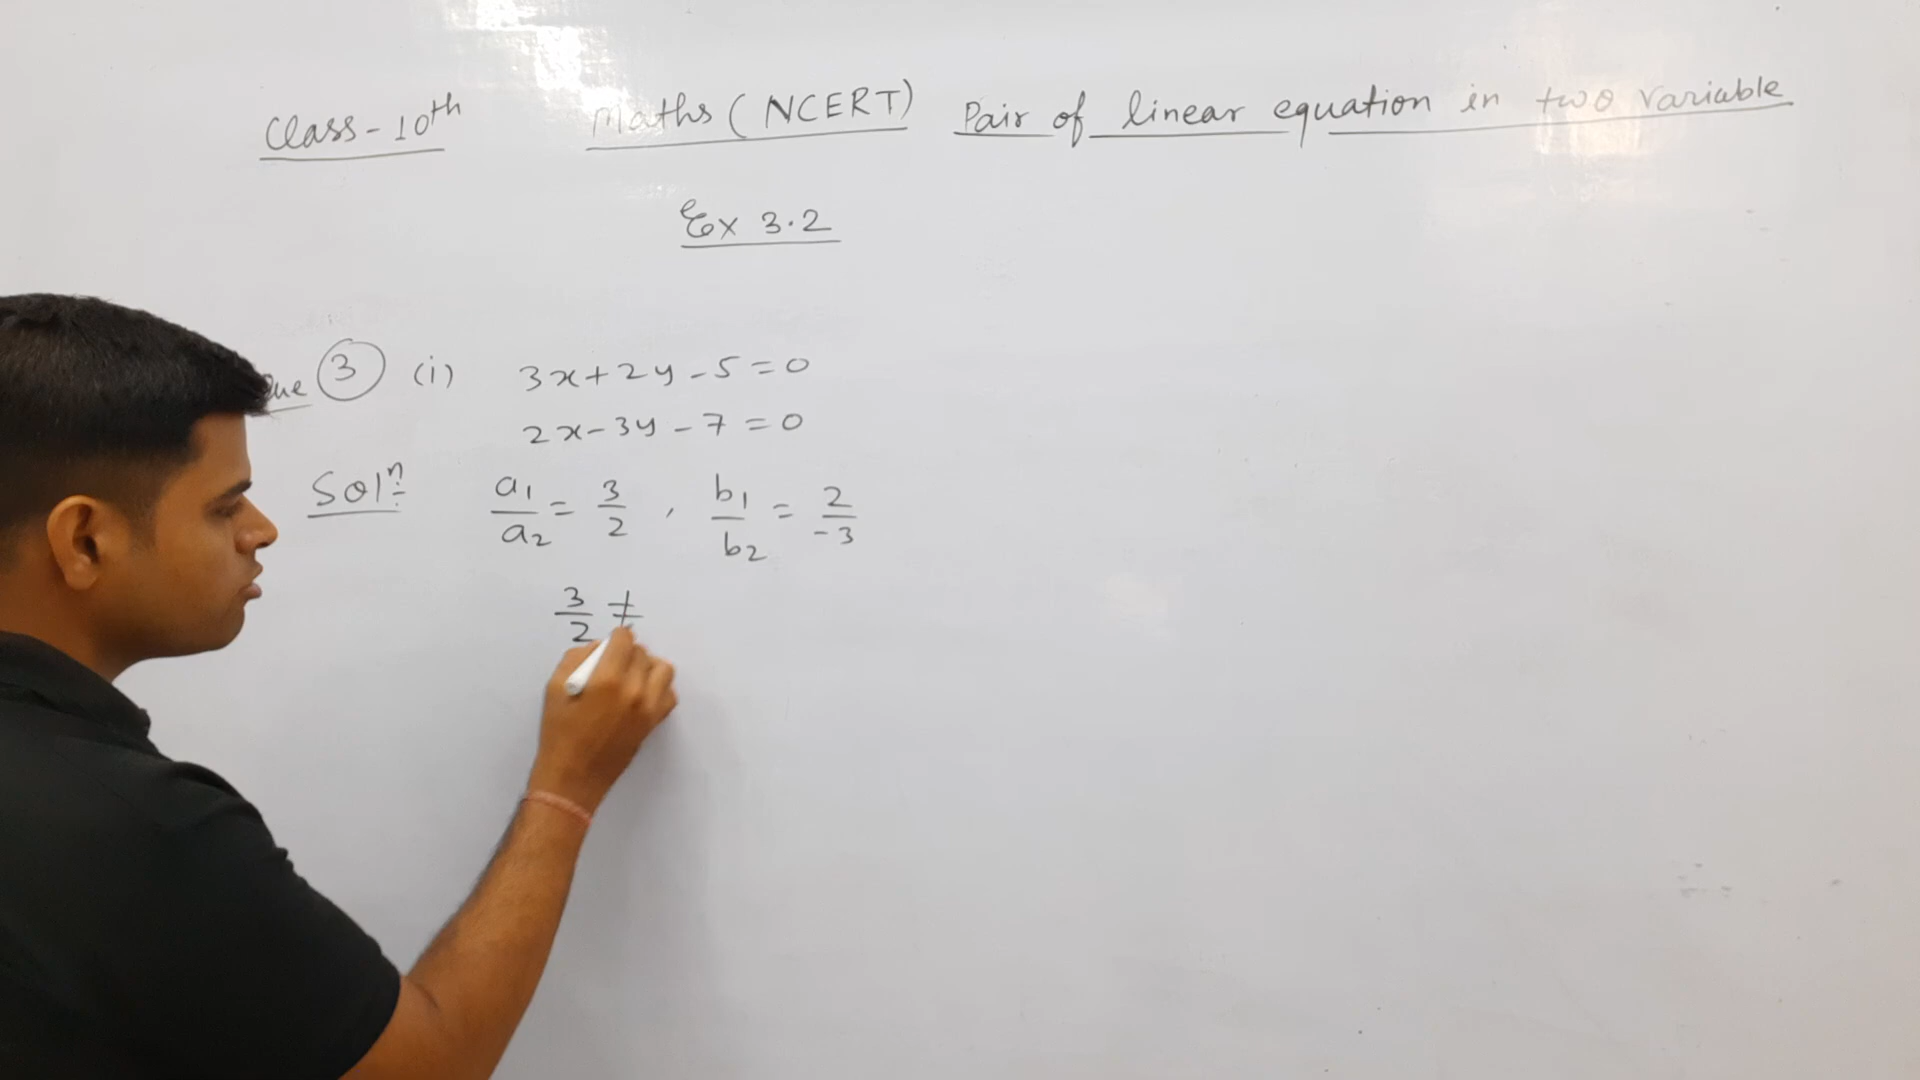 Class-10th Maths (NCERT) Pair of linear equation in two variable
Ex 3.2
Que 3 (i) 3x+2y-5=0
2x-3y-7=0
Solⁿ:- a₁/a₂ = 3/2 , b₁/b₂ = 2/-3
3/2 ≠